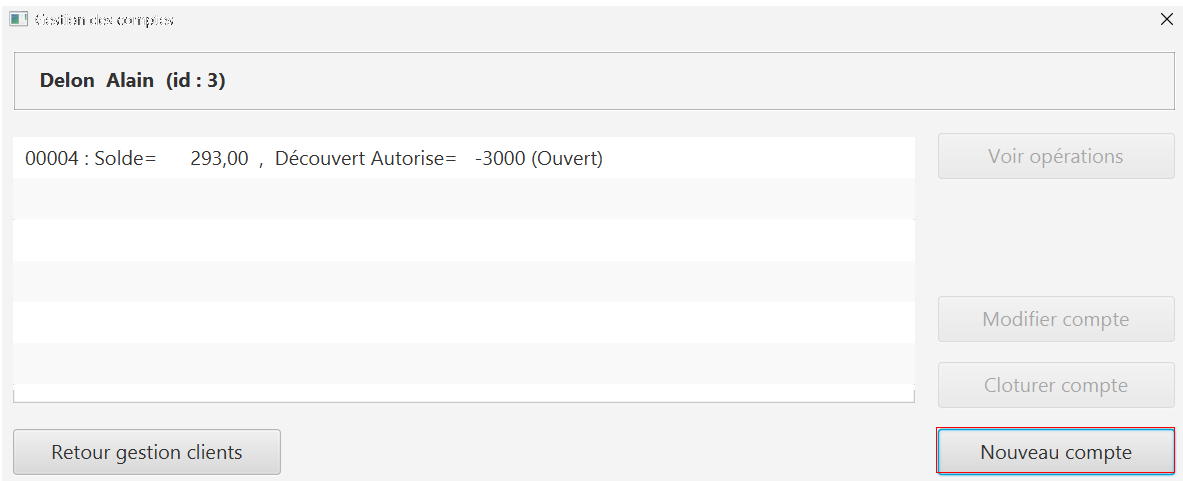 Gestion des comptes
Delon Alain (id : 3)
00004 : Solde= 293,00 , Découvert Autorise= -3000 (Ouvert)
Voir opérations
Modifier compte
Cloturer compte
Retour gestion clients
Nouveau compte